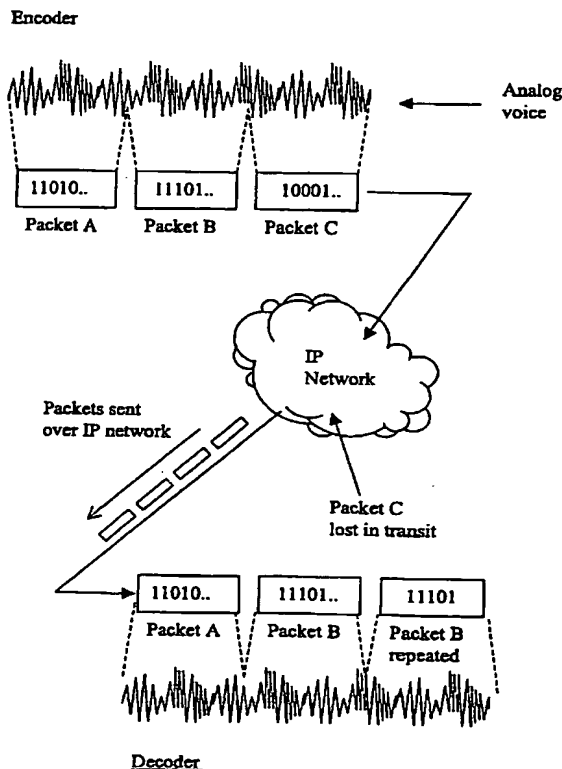 Encoder
Analog
voice
11010.. 11101.. 10001..
Packet A Packet B Packet C
IP
Network
Packets sent
over IP network
Packet C
lost in transit
11010.. 11101.. 11101
Packet A Packet B Packet B
repeated
Decoder